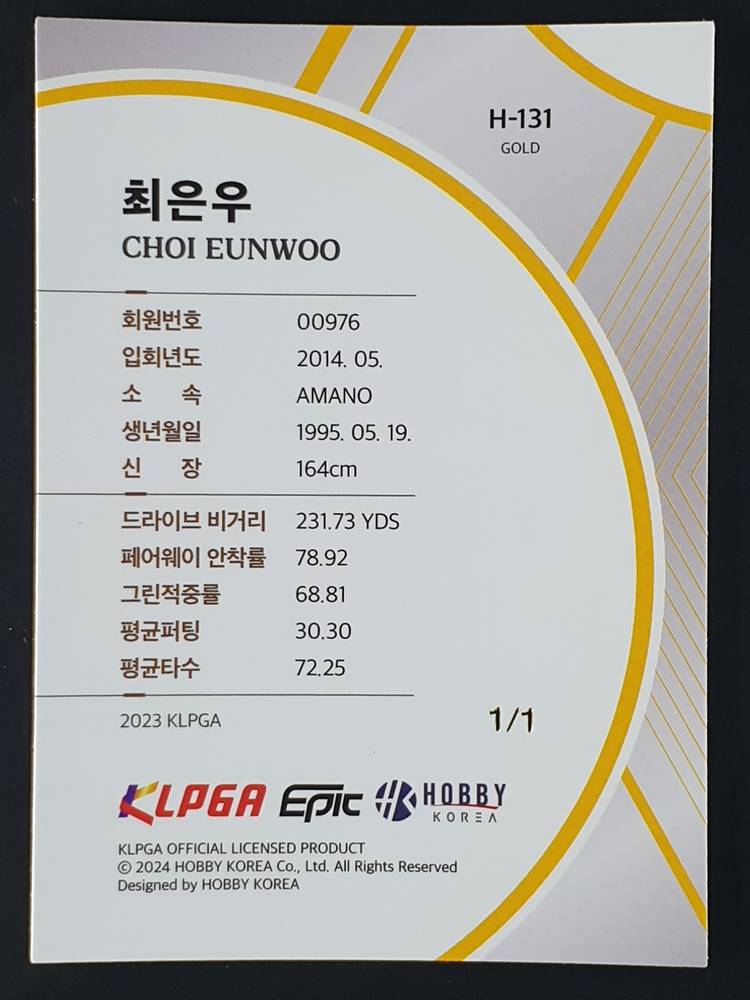 H-131
GOLD
최은우
CHOI EUNWOO
회원번호 00976
입회년도 2014. 05.
소 속 AMANO
생년월일 1995. 05. 19.
신 장 164cm
드라이브 비거리 231.73 YDS
페어웨이 안착률 78.92
그린적중률 68.81
평균퍼팅 30.30
평균타수 72.25
2023 KLPGA 1/1
KLPGA EPIC HOBBY
KOREA
KLPGA OFFICIAL LICENSED PRODUCT
© 2024 HOBBY KOREA Co., Ltd. All Rights Reserved
Designed by HOBBY KOREA